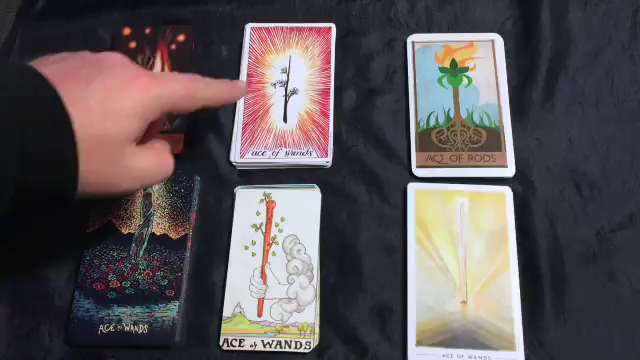 ace of Wands
ACE OF RODS
ACE of WANDS
ACE of WANDS
ACE OF WANDS